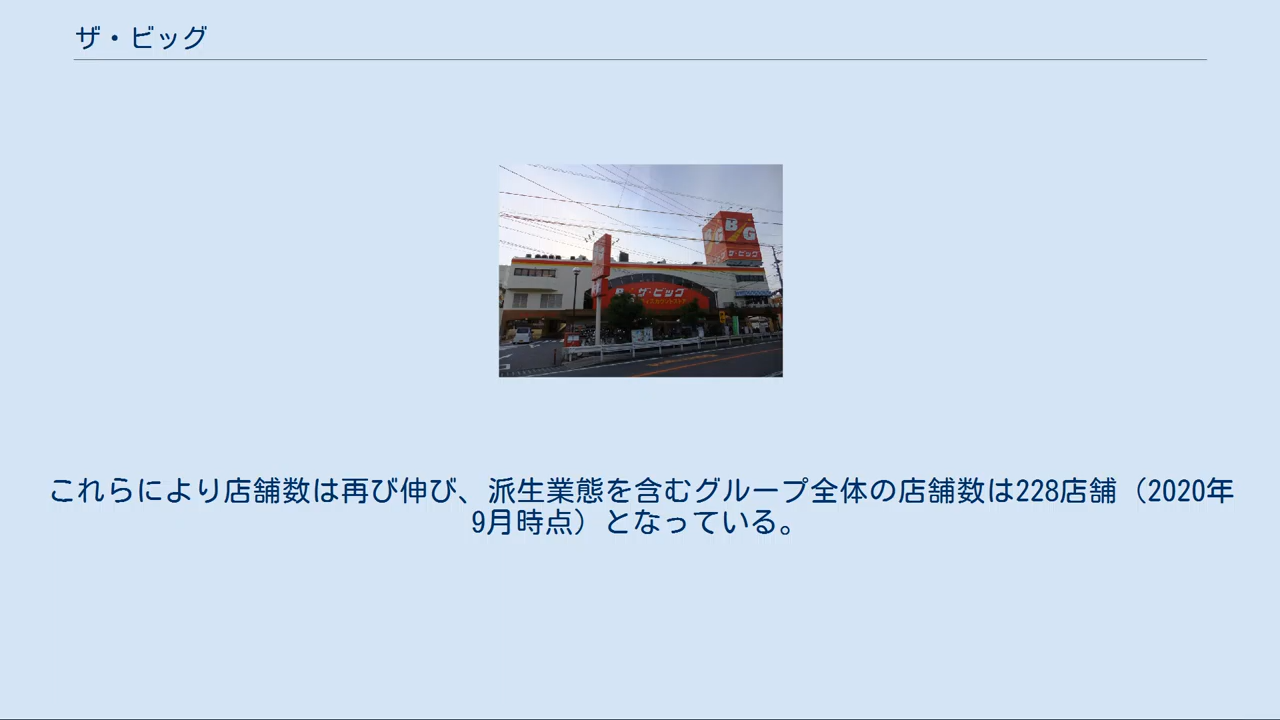 ザ・ビッグ
BIG
ザ・ビッグ
ザ・ビッグ
これらにより店舗数は再び伸び、派生業態を含むグループ全体の店舗数は228店舗（2020年
9月時点）となっている。